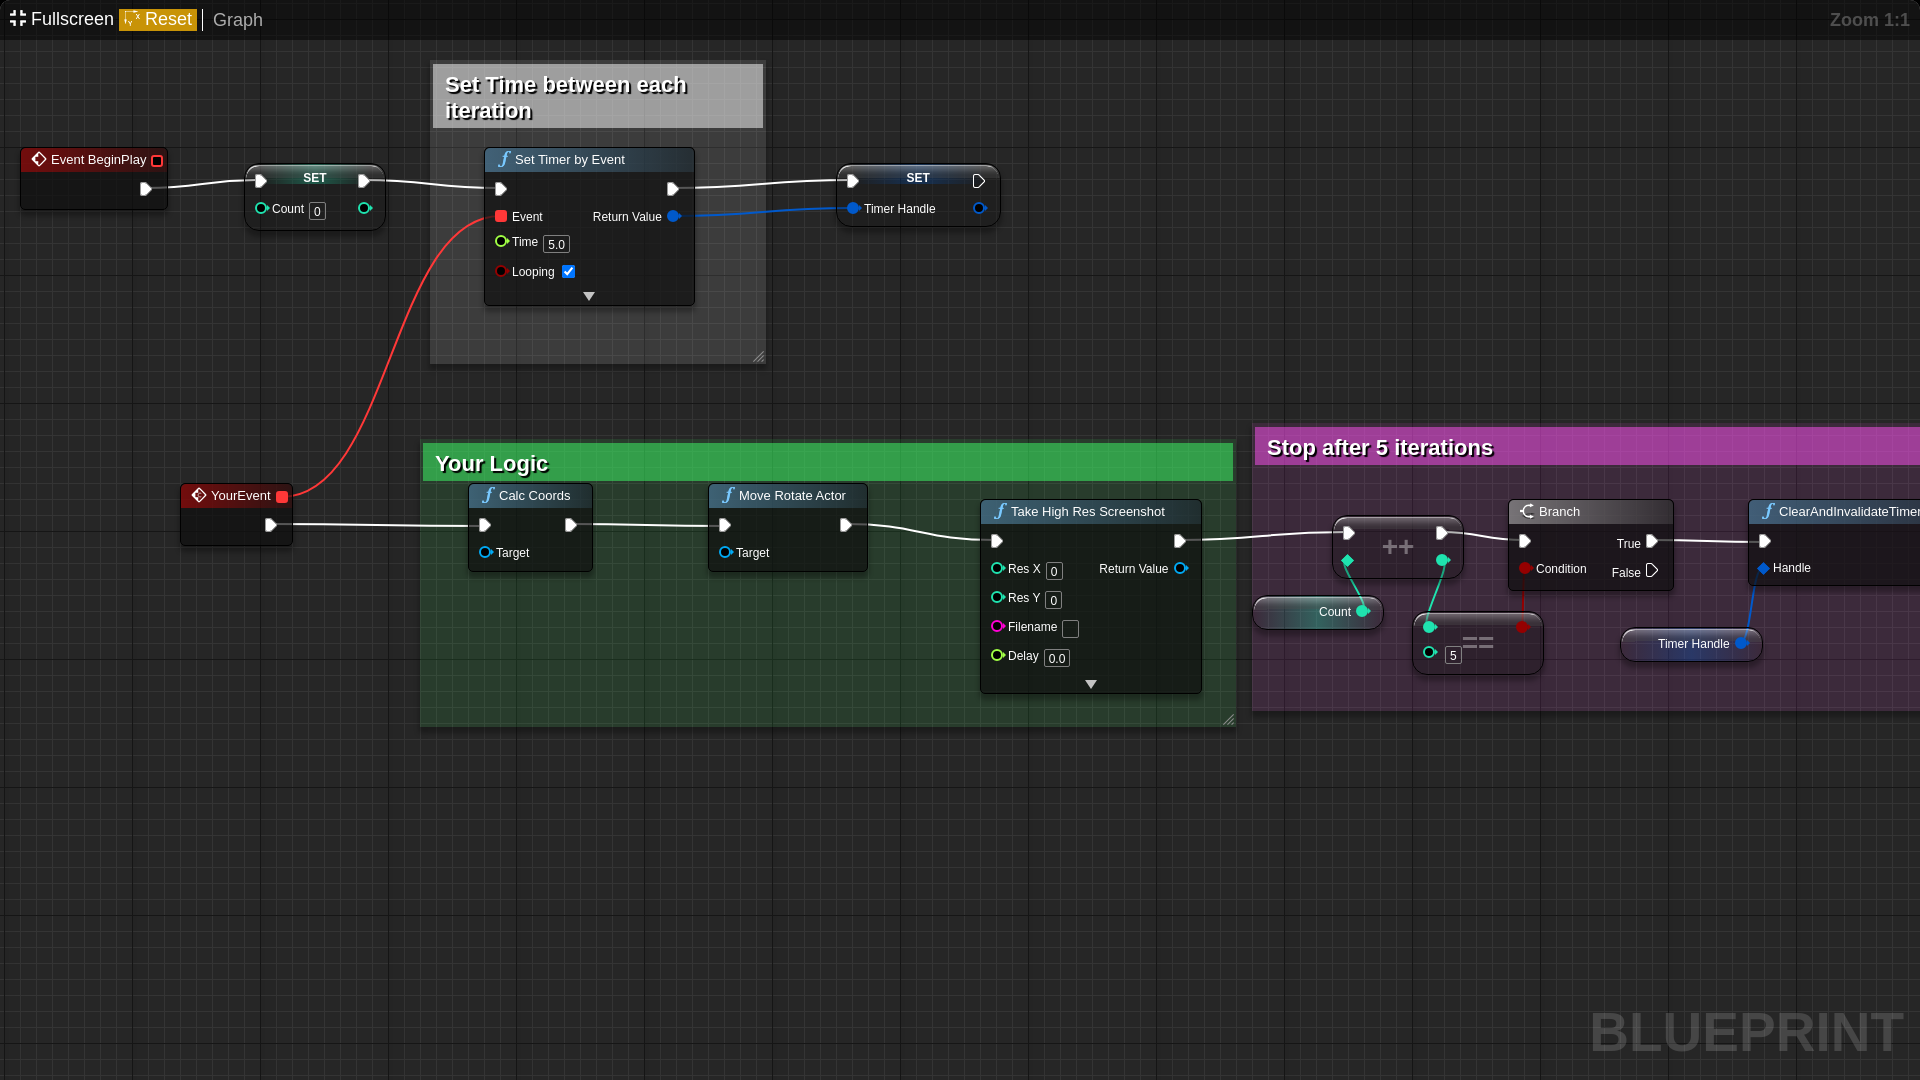 Fullscreen Reset Graph
Zoom 1:1
Set Time between each
iteration
Event BeginPlay
SET
Count 0
Set Timer by Event
Event
Return Value
Time 5.0
Looping
SET
Timer Handle
YourEvent
Your Logic
Calc Coords
Target
Move Rotate Actor
Target
Take High Res Screenshot
Res X 0
Return Value
Res Y 0
Filename
Delay 0.0
Stop after 5 iterations
++
Count
==
5
Branch
True
Condition
False
ClearAndInvalidateTimer
Handle
Timer Handle
BLUEPRINT